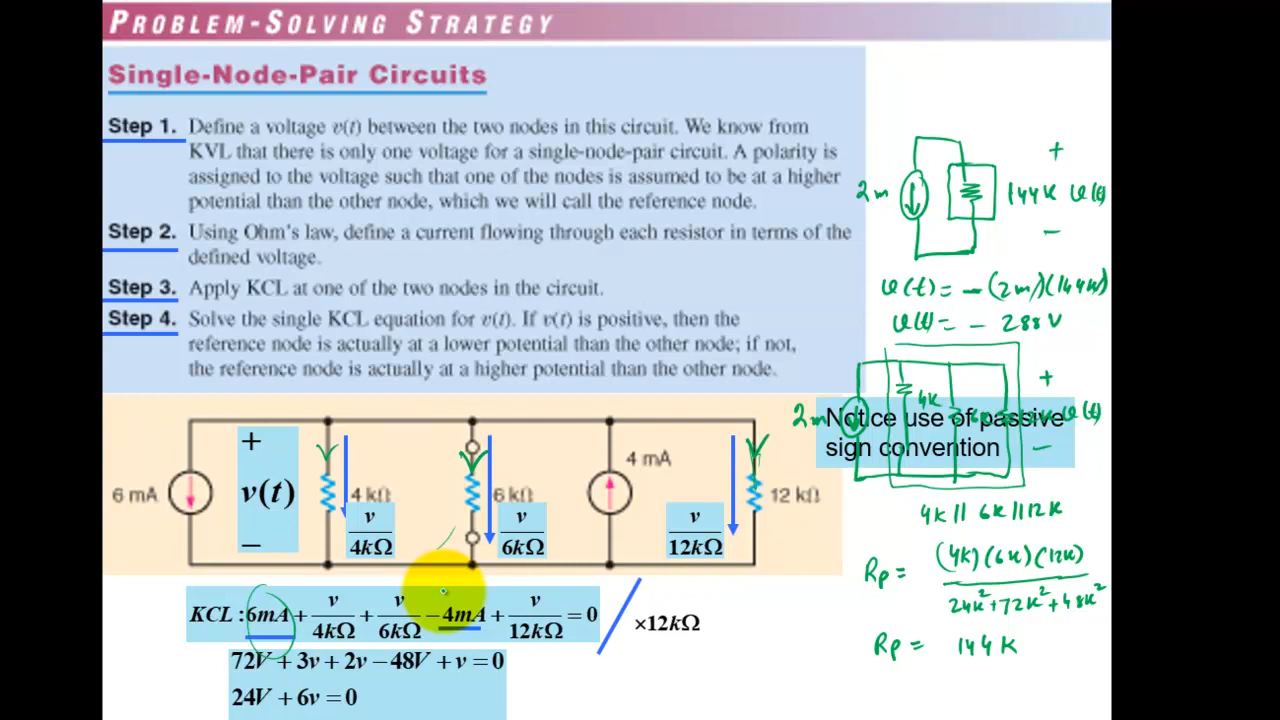 PROBLEM-SOLVING STRATEGY
Single-Node-Pair Circuits
Step 1. Define a voltage v(t) between the two nodes in this circuit. We know from
KVL that there is only one voltage for a single-node-pair circuit. A polarity is
assigned to the voltage such that one of the nodes is assumed to be at a higher
potential than the other node, which we will call the reference node.
Step 2. Using Ohm's law, define a current flowing through each resistor in terms of the
defined voltage.
Step 3. Apply KCL at one of the two nodes in the circuit.
Step 4. Solve the single KCL equation for v(t). If v(t) is positive, then the
reference node is actually at a lower potential than the other node; if not,
the reference node is actually at a higher potential than the other node.
6 mA
+
v(t)
−
4 kΩ
v/4kΩ
6 kΩ
v/6kΩ
4 mA
v/12kΩ
12 kΩ
KCL : 6mA + v/4kΩ + v/6kΩ − 4mA + v/12kΩ = 0
×12kΩ
72V + 3v + 2v − 48V + v = 0
24V + 6v = 0
+
2m
144K
v(t)
−
v(t) = −(2m)(144K)
v(t) = − 288V
+
2m
4K
v(t)
−
Notice use of passive
sign convention
4K || 6K || 12K
Rp = (4K)(6K)(12K)
24K² + 72K² + 48K²
Rp = 144K